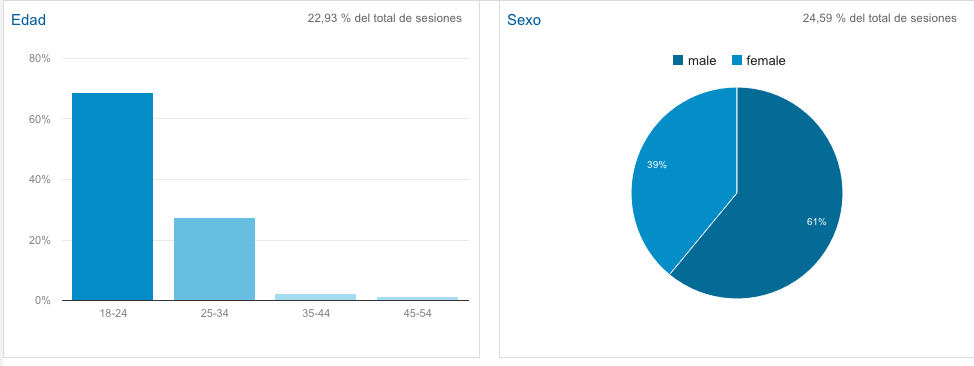 Edad
22,93 % del total de sesiones
80%
60%
40%
20%
0%
18-24
25-34
35-44
45-54
Sexo
24,59 % del total de sesiones
male
female
39%
61%